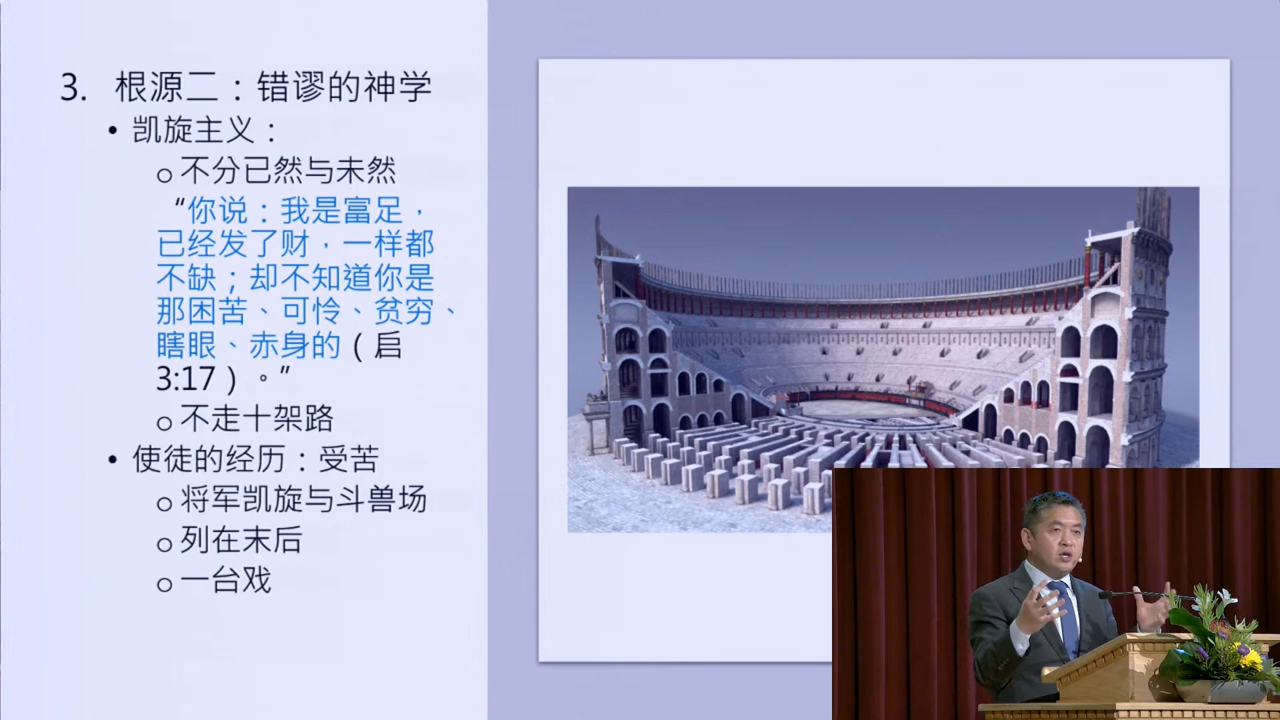 3. 根源二：错谬的神学
• 凯旋主义：
o 不分已然与未然
“你说：我是富足，
已经发了财，一样都
不缺；却不知道你是
那困苦、可怜、贫穷、
瞎眼、赤身的（启
3:17）。”
o 不走十架路
• 使徒的经历：受苦
o 将军凯旋与斗兽场
o 列在末后
o 一台戏